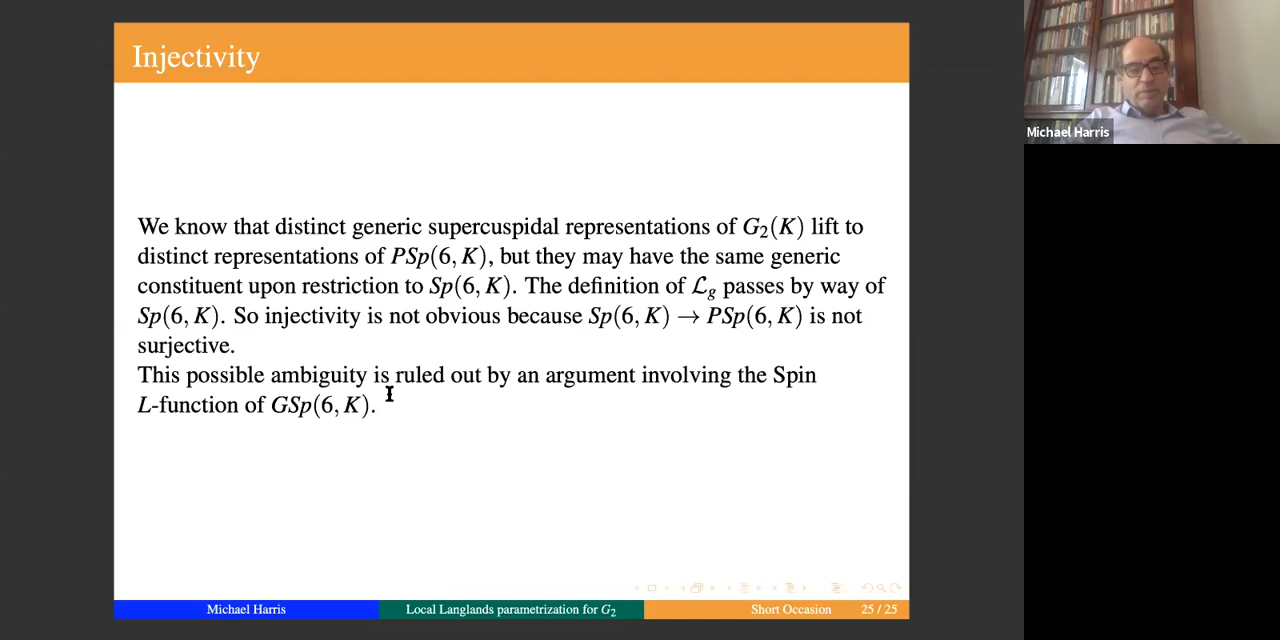 Injectivity
Michael Harris
We know that distinct generic supercuspidal representations of G₂(K) lift to
distinct representations of PSp(6, K), but they may have the same generic
constituent upon restriction to Sp(6, K). The definition of ℒg passes by way of
Sp(6, K). So injectivity is not obvious because Sp(6, K) → PSp(6, K) is not
surjective.
This possible ambiguity is ruled out by an argument involving the Spin
L-function of GSp(6, K).
Michael Harris
Local Langlands parametrization for G₂
Short Occasion
25 / 25